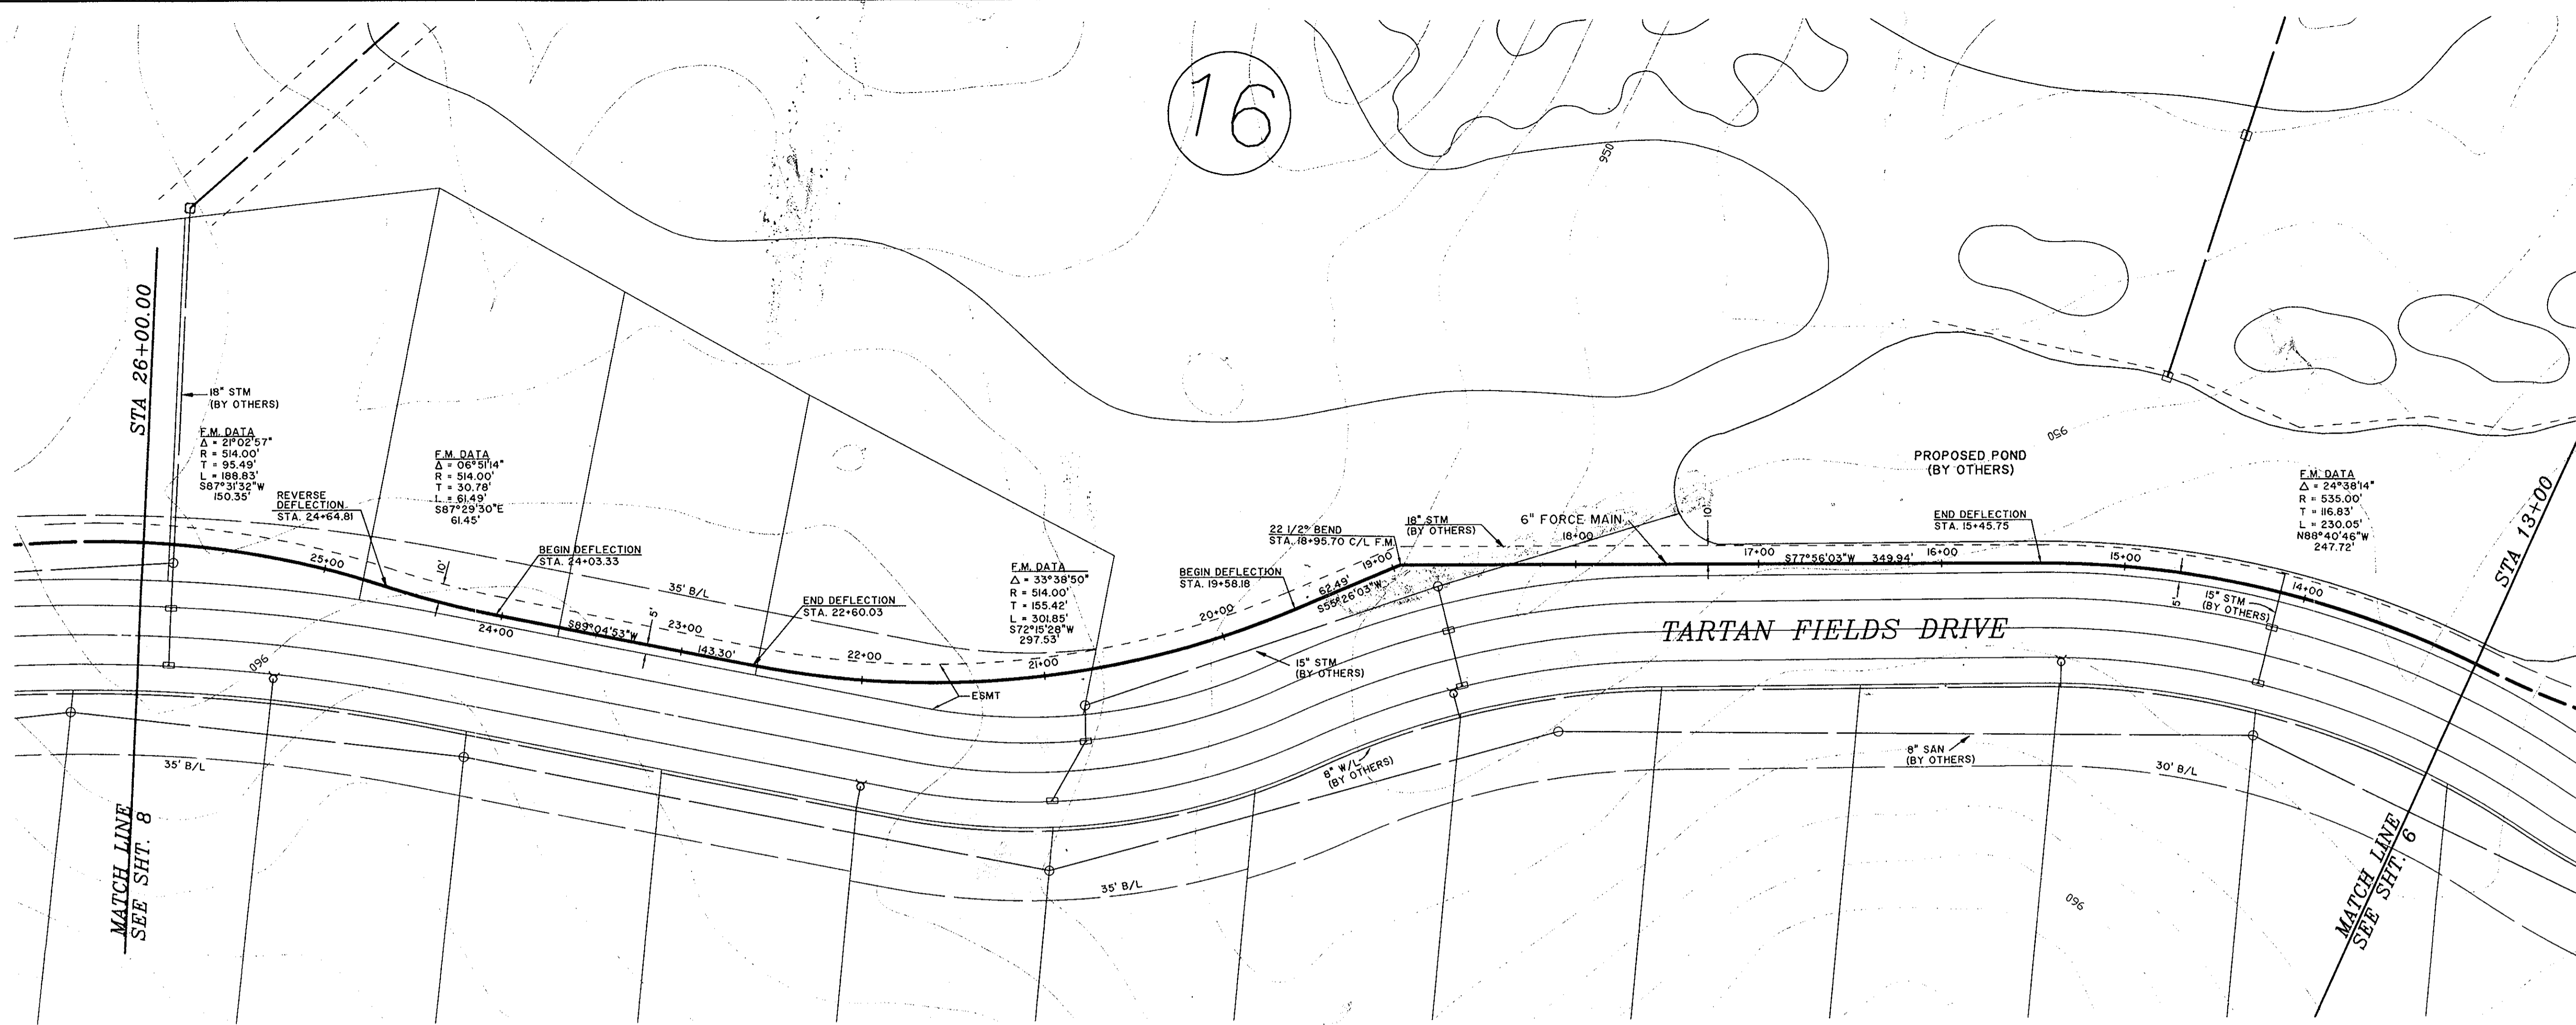 16
950
STA 26+00.00
18" STM
(BY OTHERS)
F.M. DATA
Δ = 21°02'57"
R = 514.00'
T = 95.49'
L = 188.83'
S87°31'32"W
150.35'
REVERSE
DEFLECTION
STA. 24+64.81
F.M. DATA
Δ = 06°51'14"
R = 514.00'
T = 30.78'
L = 61.49'
S87°29'30"E
61.45'
BEGIN DEFLECTION
STA. 24+03.33
35' B/L
END DEFLECTION
STA. 22+60.03
F.M. DATA
Δ = 33°38'50"
R = 514.00'
T = 155.42'
L = 301.85'
S72°15'28"W
297.53'
BEGIN DEFLECTION
STA. 19+58.18
22 1/2° BEND
STA. 18+95.70 C/L F.M.
18" STM
(BY OTHERS)
6" FORCE MAIN
10'
PROPOSED POND
(BY OTHERS)
950
END DEFLECTION
STA. 15+45.75
F.M. DATA
Δ = 24°38'14"
R = 535.00'
T = 116.83'
L = 230.05'
N88°40'46"W
247.72'
STA 13+00
25+00
10'
24+00
S89°04'53"W
5'
23+00
143.30'
22+00
ESMT
21+00
20+00
62.49'
S55°26'03"W
19+00
18+00
17+00
S77°56'03"W 349.94'
16+00
15+00
5'
15" STM
(BY OTHERS)
14+00
TARTAN FIELDS DRIVE
15" STM
(BY OTHERS)
960
35' B/L
8" W/L
(BY OTHERS)
8" SAN
(BY OTHERS)
30' B/L
35' B/L
960
MATCH LINE
SEE SHT. 8
MATCH LINE
SEE SHT. 6